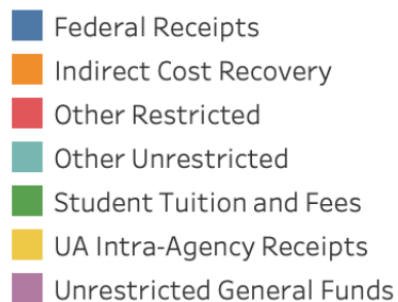 Federal Receipts
Indirect Cost Recovery
Other Restricted
Other Unrestricted
Student Tuition and Fees
UA Intra-Agency Receipts
Unrestricted General Funds